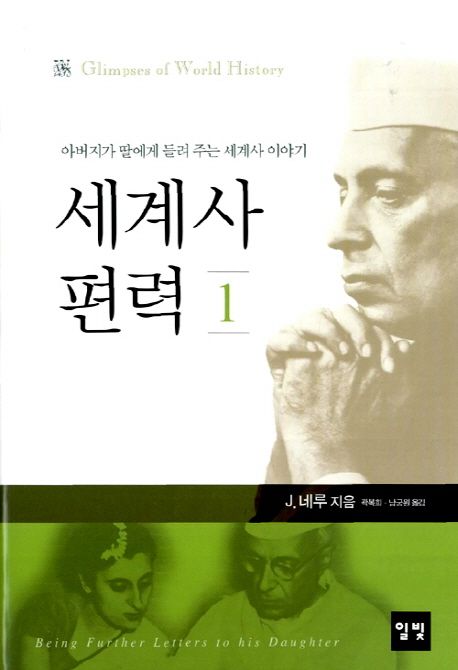 Glimpses of World History
아버지가 딸에게 들려 주는 세계사 이야기
세계사
편력 1
J. 네루 지음 곽복희 · 남궁원 옮김
Being Further Letters to his Daughter
일빛